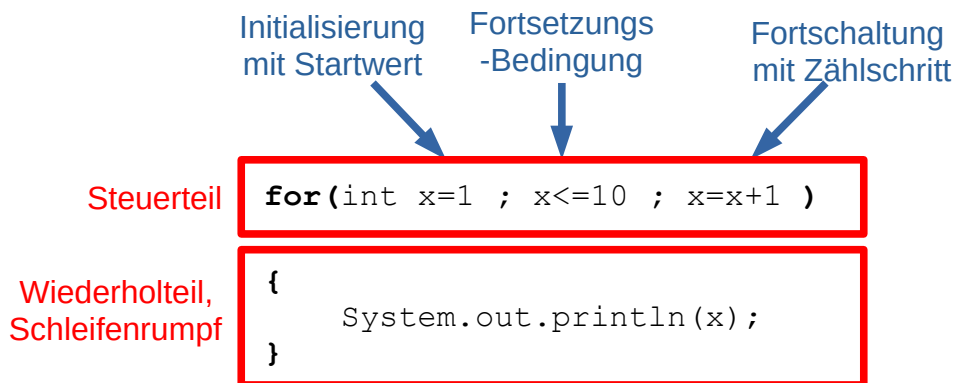 Initialisierung
mit Startwert
Fortsetzungs
-Bedingung
Fortschaltung
mit Zählschritt
Steuerteil
for(int x=1 ; x<=10 ; x=x+1 )
Wiederholteil,
Schleifenrumpf
{
System.out.println(x);
}